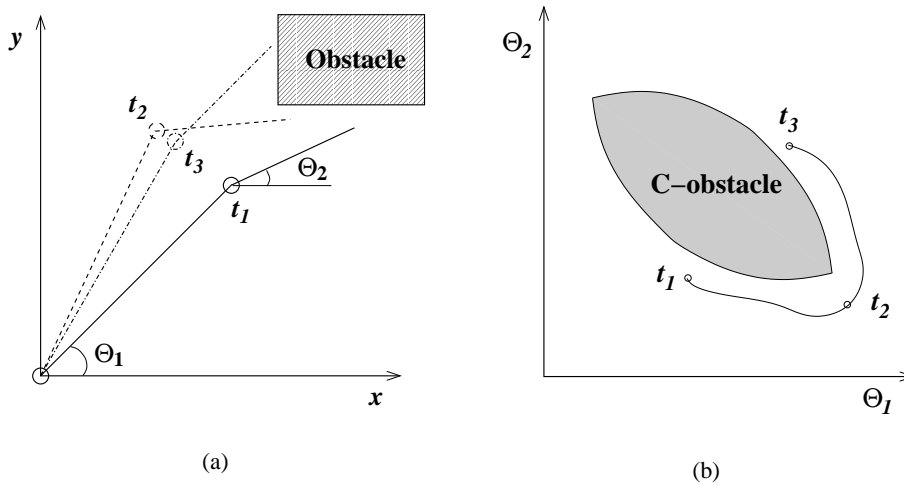 y
Obstacle
t2
t3
Θ2
t1
Θ1
x
(a)
Θ2
t3
C-obstacle
t1
t2
Θ1
(b)